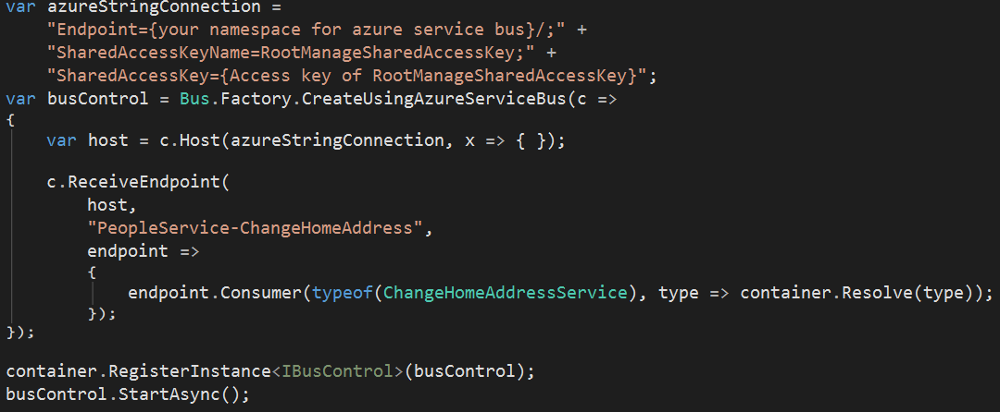 var azureStringConnection =
"Endpoint={your namespace for azure service bus}/;" +
"SharedAccessKeyName=RootManageSharedAccessKey;" +
"SharedAccessKey={Access key of RootManageSharedAccessKey}";
var busControl = Bus.Factory.CreateUsingAzureServiceBus(c =>
{
var host = c.Host(azureStringConnection, x => { });
c.ReceiveEndpoint(
host,
"PeopleService-ChangeHomeAddress",
endpoint =>
{
endpoint.Consumer(typeof(ChangeHomeAddressService), type => container.Resolve(type));
});
});
container.RegisterInstance<IBusControl>(busControl);
busControl.StartAsync();